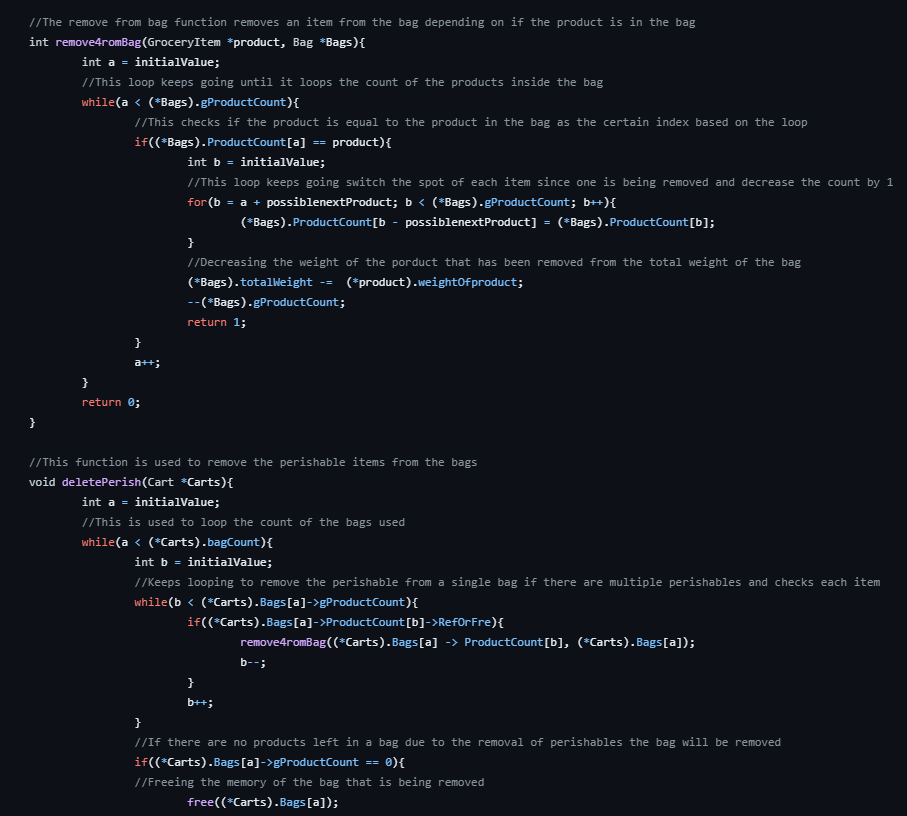 //The remove from bag function removes an item from the bag depending on if the product is in the bag
int remove4romBag(GroceryItem *product, Bag *Bags){
int a = initialValue;
//This loop keeps going until it loops the count of the products inside the bag
while(a < (*Bags).gProductCount){
//This checks if the product is equal to the product in the bag as the certain index based on the loop
if((*Bags).ProductCount[a] == product){
int b = initialValue;
//This loop keeps going switch the spot of each item since one is being removed and decrease the count by 1
for(b = a + possiblenextProduct; b < (*Bags).gProductCount; b++){
(*Bags).ProductCount[b - possiblenextProduct] = (*Bags).ProductCount[b];
}
//Decreasing the weight of the porduct that has been removed from the total weight of the bag
(*Bags).totalWeight -=  (*product).weightOfproduct;
--(*Bags).gProductCount;
return 1;
}
a++;
}
return 0;
}
//This function is used to remove the perishable items from the bags
void deletePerish(Cart *Carts){
int a = initialValue;
//This is used to loop the count of the bags used
while(a < (*Carts).bagCount){
int b = initialValue;
//Keeps looping to remove the perishable from a single bag if there are multiple perishables and checks each item
while(b < (*Carts).Bags[a]->gProductCount){
if((*Carts).Bags[a]->ProductCount[b]->RefOrFre){
remove4romBag((*Carts).Bags[a] -> ProductCount[b], (*Carts).Bags[a]);
b--;
}
b++;
}
//If there are no products left in a bag due to the removal of perishables the bag will be removed
if((*Carts).Bags[a]->gProductCount == 0){
//Freeing the memory of the bag that is being removed
free((*Carts).Bags[a]);